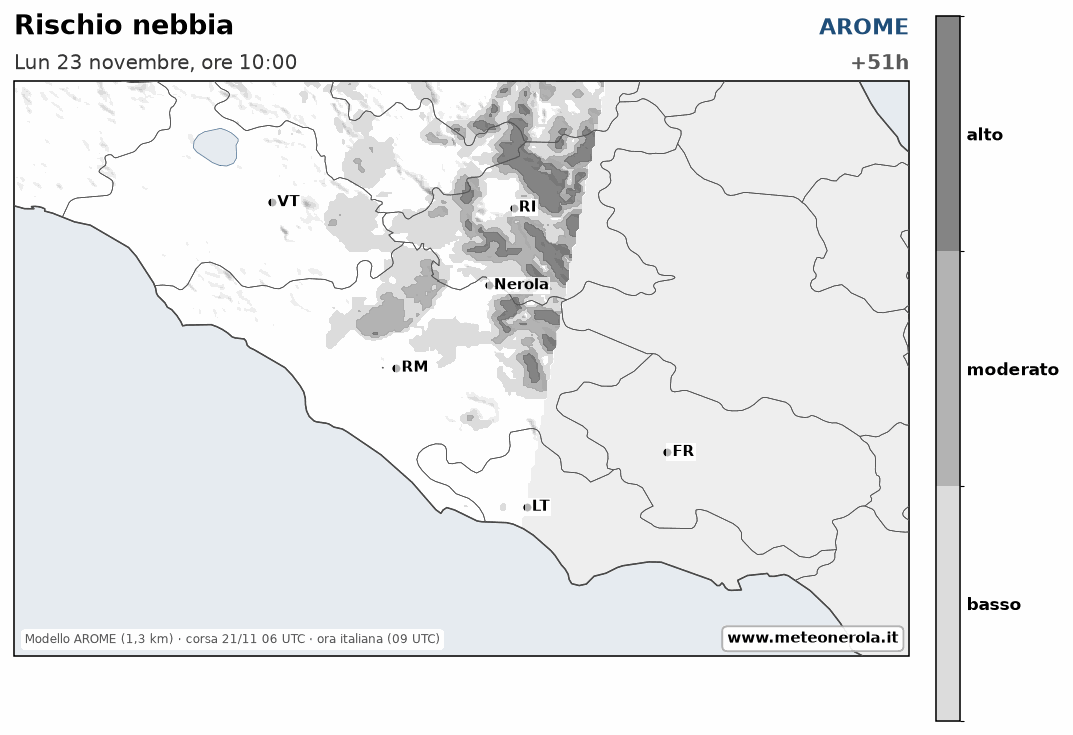 Rischio nebbia
AROME
Lun 23 novembre, ore 10:00
+51h
alto
VT
RI
Nerola
moderato
RM
FR
LT
basso
Modello AROME (1,3 km) · corsa 21/11 06 UTC · ora italiana (09 UTC)
www.meteonerola.it